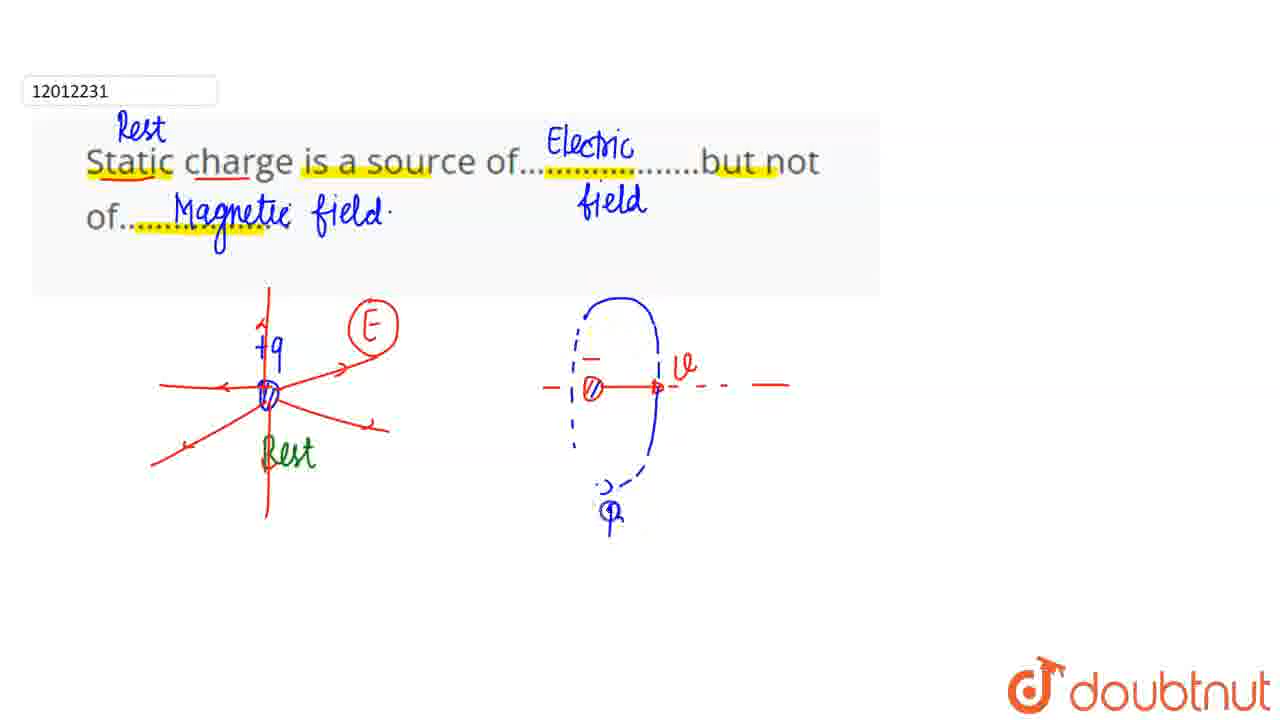 12012231
Rest
Static charge is a source of....................but not
Electric
field
of...................
Magnetic field.
E
+q
Rest
v
doubtnut